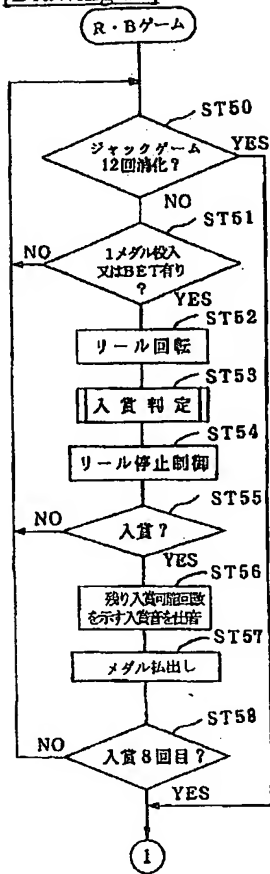 R・Bゲーム
ST50
ジャックゲーム
12回消化?
YES
NO
ST51
1メダル投入
又はBET有り
?
NO
YES
ST52
リール回転
ST53
入賞判定
ST54
リール停止制御
ST55
入賞?
NO
YES
ST56
残り入賞可能回数
を示す入賞音を出音
ST57
メダル払出し
ST58
入賞8回目?
NO
YES
1